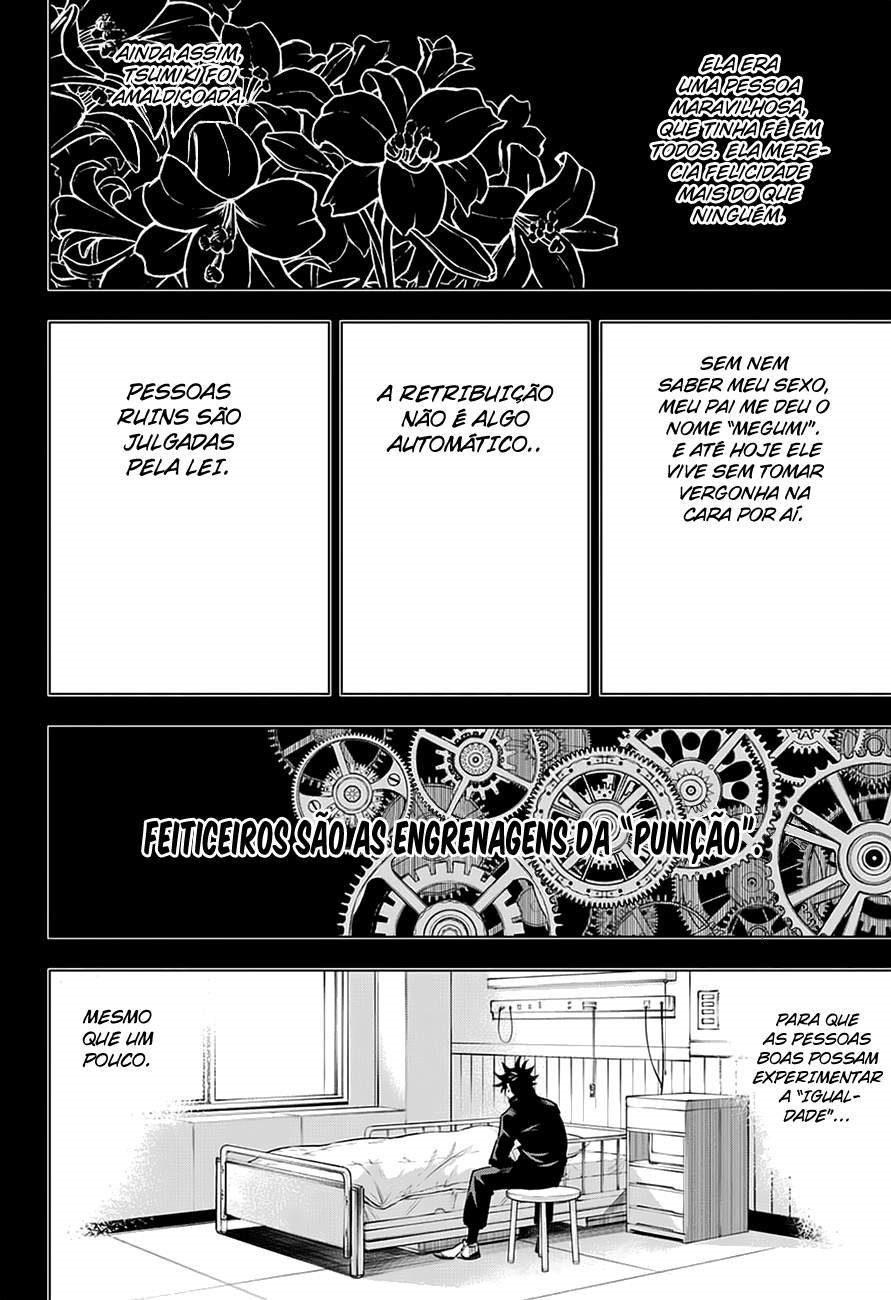 ELA ERA
UMA PESSOA
MARAVILHOSA,
QUE TINHA FÉ EM
TODOS. ELA MERE-
CIA FELICIDADE
MAIS DO QUE
NINGUÉM.
AINDA ASSIM,
TSUMIKI FOI
AMALDIÇOADA.
SEM NEM
SABER MEU SEXO,
MEU PAI ME DEU O
NOME "MEGUMI".
E ATÉ HOJE ELE
VIVE SEM TOMAR
VERGONHA NA
CARA POR AÍ.
A RETRIBUIÇÃO
NÃO É ALGO
AUTOMÁTICO..
PESSOAS
RUINS SÃO
JULGADAS
PELA LEI.
FEITICEIROS SÃO AS ENGRENAGENS DA "PUNIÇÃO".
PARA QUE
AS PESSOAS
BOAS POSSAM
EXPERIMENTAR
A "IGUAL-
DADE"...
MESMO
QUE UM
POUCO.